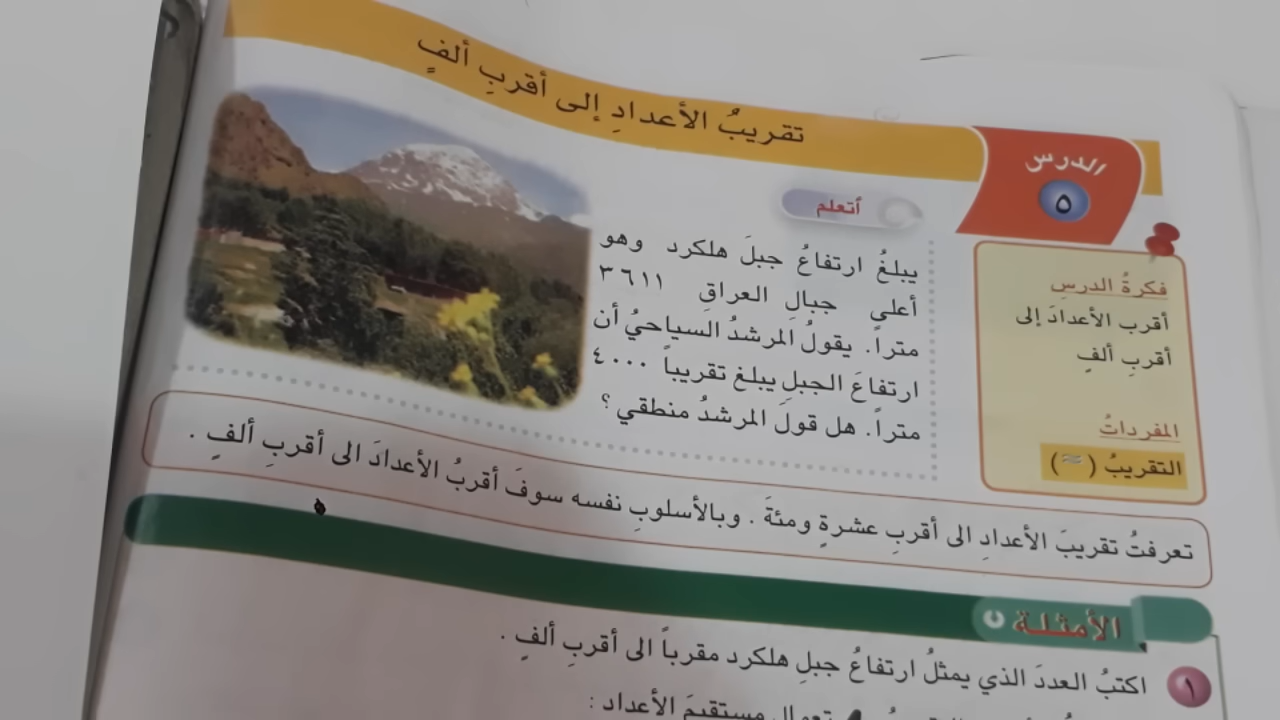 تقريبُ الأعدادِ إلى أقربِ ألفٍ
الدرس
٥
أتعلم
يبلغُ ارتفاعُ جبلَ هلكرد وهو
أعلى جبالِ العراقِ ٣٦١١
متراً. يقولُ المرشدُ السياحيُ أن
ارتفاعَ الجبلِ يبلغ تقريباً ٤٠٠٠
متراً. هل قولَ المرشدُ منطقي؟
فكرةُ الدرسِ
أقرب الأعدادَ إلى
أقربِ ألفٍ
المفرداتُ
التقريبُ (≈)
تعرفتُ تقريبَ الأعدادِ الى أقربِ عشرةٍ ومئةَ . وبالأسلوبِ نفسه سوفَ أقربُ الأعدادَ الى أقربِ ألفٍ .
الأمثلة
١ اكتبُ العددَ الذي يمثلُ ارتفاعُ جبلِ هلكرد مقرباً الى أقربِ ألفٍ .
مستقيمَ الأعداد :